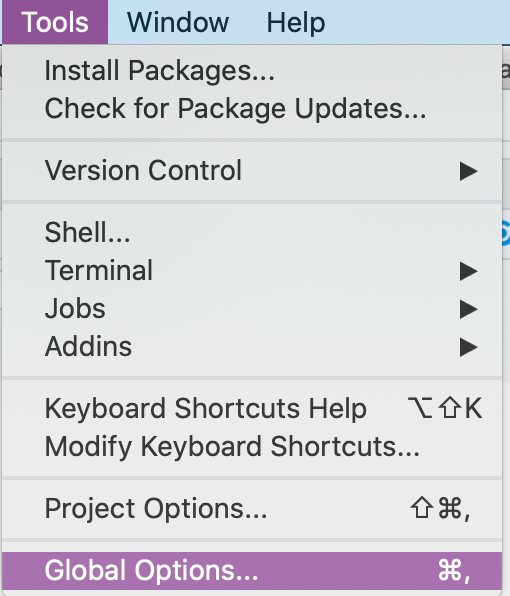 Tools Window Help
Install Packages...
Check for Package Updates...
Version Control ▶
Shell...
Terminal ▶
Jobs ▶
Addins ▶
Keyboard Shortcuts Help ⌥⇧K
Modify Keyboard Shortcuts...
Project Options... ⇧⌘,
Global Options... ⌘,